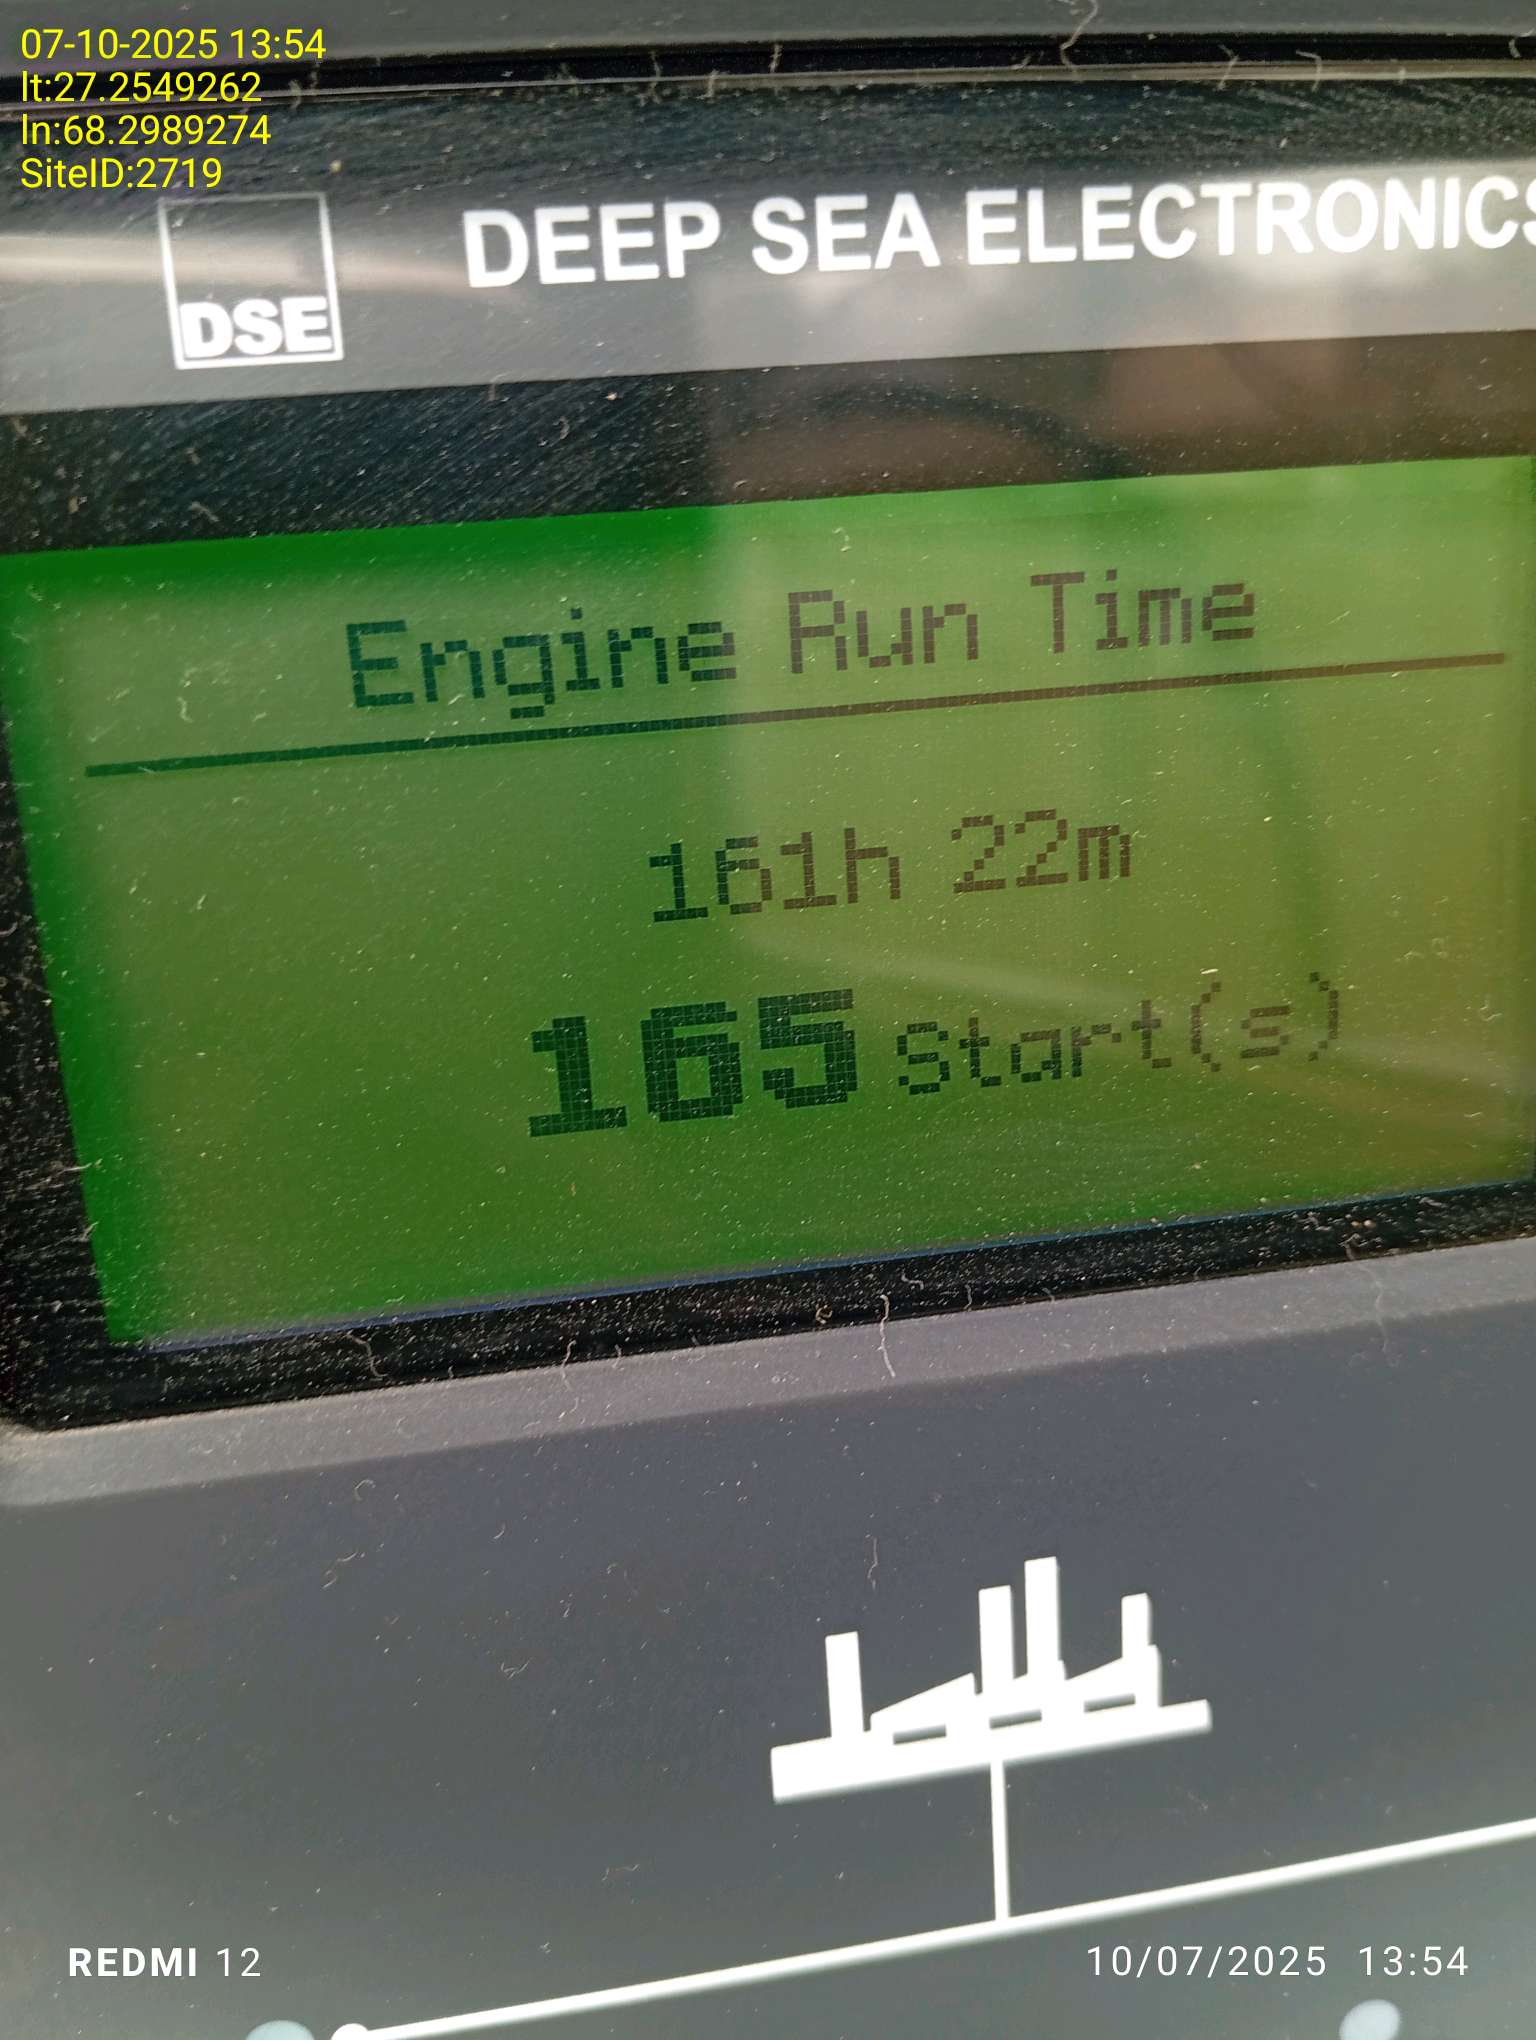 07-10-2025 13:54
lt:27.2549262
ln:68.2989274
SiteID:2719
DSE
DEEP SEA ELECTRONICS
Engine Run Time
161h 22m
165 start(s)
REDMI 12
10/07/2025 13:54